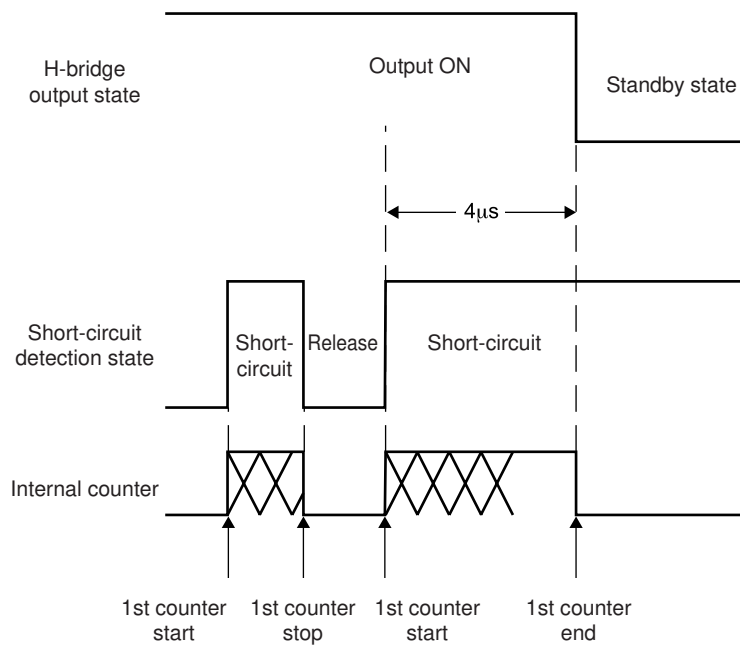 H-bridge
output state
Output ON
Standby state
4μs
Short-circuit
detection state
Short-
circuit
Release
Short-circuit
Internal counter
1st counter
start
1st counter
stop
1st counter
start
1st counter
end